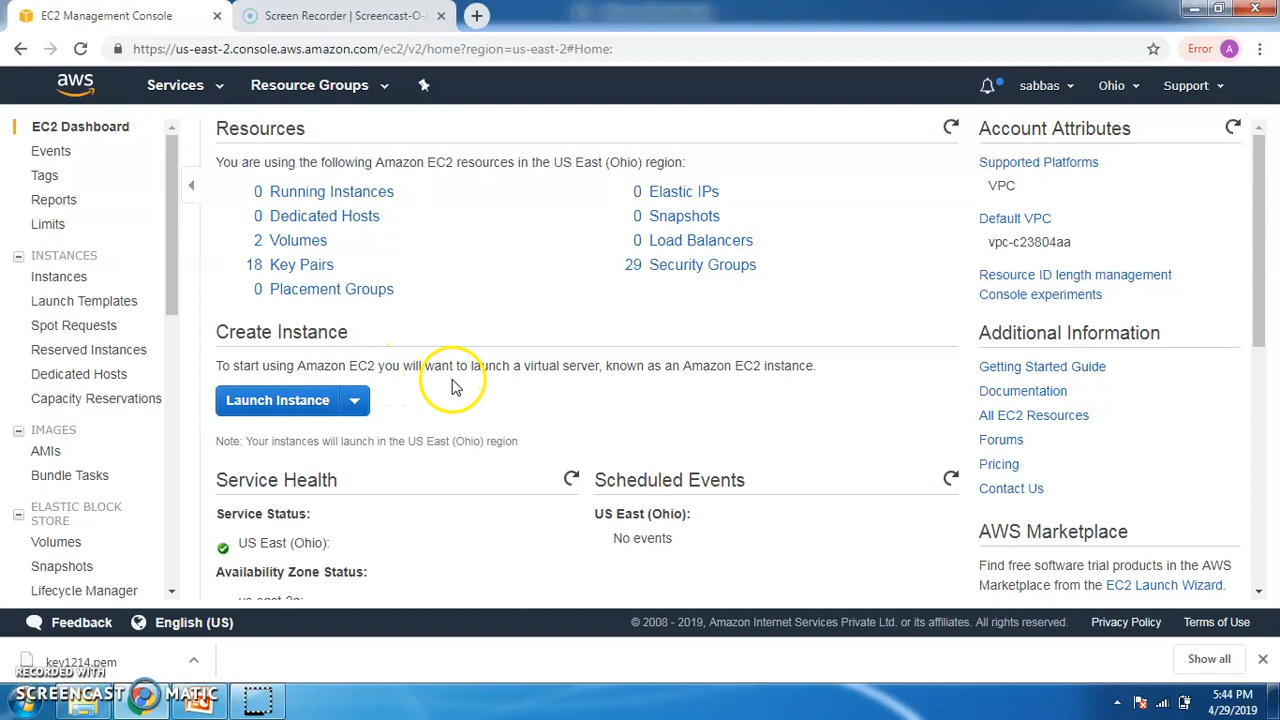 EC2 Management Console
Screen Recorder | Screencast-O-
https://us-east-2.console.aws.amazon.com/ec2/v2/home?region=us-east-2#Home:
Error A
aws
Services
Resource Groups
sabbas
Ohio
Support
EC2 Dashboard
Events
Tags
Reports
Limits
INSTANCES
Instances
Launch Templates
Spot Requests
Reserved Instances
Dedicated Hosts
Capacity Reservations
IMAGES
AMIs
Bundle Tasks
ELASTIC BLOCK
STORE
Volumes
Snapshots
Lifecycle Manager
Resources
You are using the following Amazon EC2 resources in the US East (Ohio) region:
0 Running Instances
0 Dedicated Hosts
2 Volumes
18 Key Pairs
0 Placement Groups
0 Elastic IPs
0 Snapshots
0 Load Balancers
29 Security Groups
Create Instance
To start using Amazon EC2 you will want to launch a virtual server, known as an Amazon EC2 instance.
Launch Instance
Note: Your instances will launch in the US East (Ohio) region
Service Health
Service Status:
US East (Ohio):
Availability Zone Status:
us-east-2a:
Scheduled Events
US East (Ohio):
No events
Account Attributes
Supported Platforms
VPC
Default VPC
vpc-c23804aa
Resource ID length management
Console experiments
Additional Information
Getting Started Guide
Documentation
All EC2 Resources
Forums
Pricing
Contact Us
AWS Marketplace
Find free software trial products in the AWS
Marketplace from the EC2 Launch Wizard.
Feedback
English (US)
© 2008 - 2019, Amazon Internet Services Private Ltd. or its affiliates. All rights reserved.
Privacy Policy
Terms of Use
key1214.pem
Show all
RECORDED WITH
SCREENCAST MATIC
5:44 PM
4/29/2019